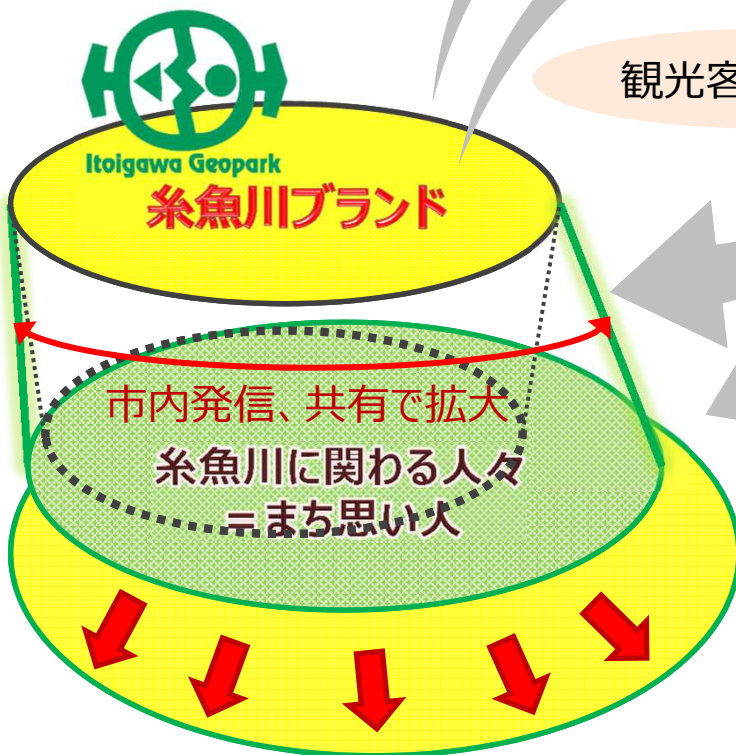 観光客
Itoigawa Geopark
糸魚川ブランド
市内発信、共有で拡大
糸魚川に関わる人々
=まち思い人